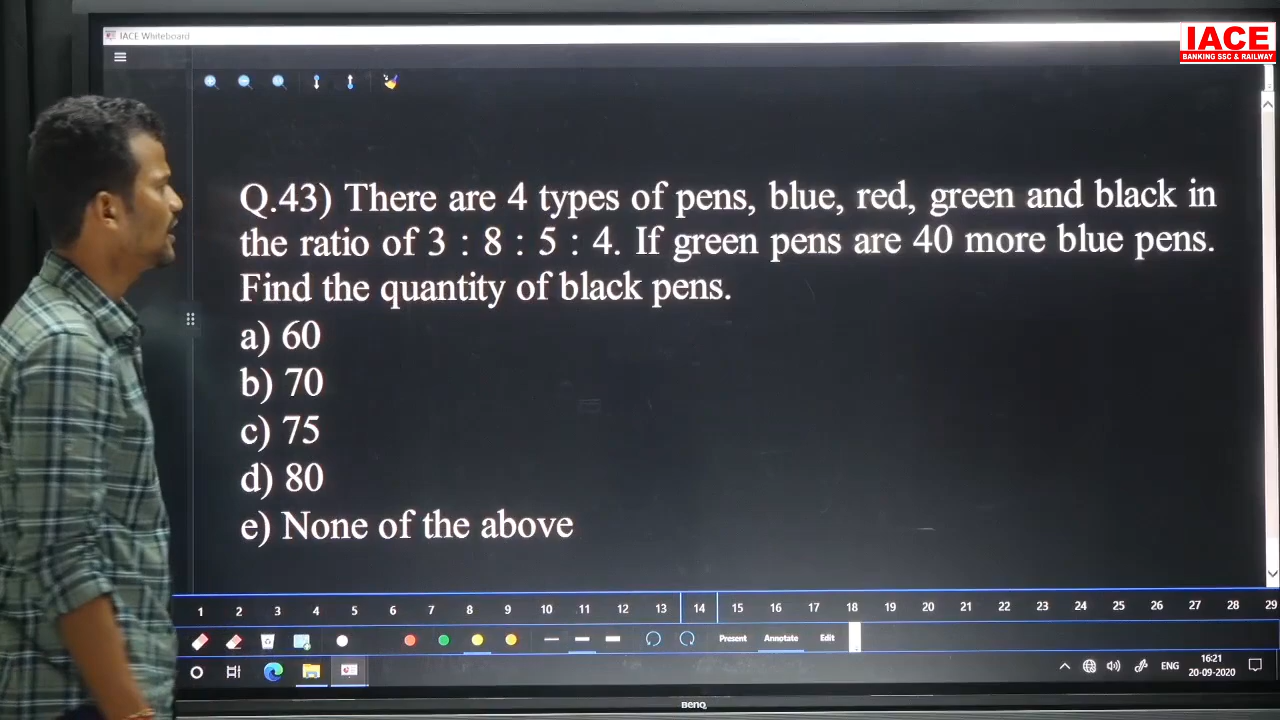 IACE Whiteboard
IACE
BANKING SSC & RAILWAY
Q.43) There are 4 types of pens, blue, red, green and black in
the ratio of 3 : 8 : 5 : 4. If green pens are 40 more blue pens.
Find the quantity of black pens.
a) 60
b) 70
c) 75
d) 80
e) None of the above
1 2 3 4 5 6 7 8 9 10 11 12 13 14 15 16 17 18 19 20 21 22 23 24 25 26 27 28 29
Present Annotate Edit
ENG
16:21
20-09-2020
BenQ